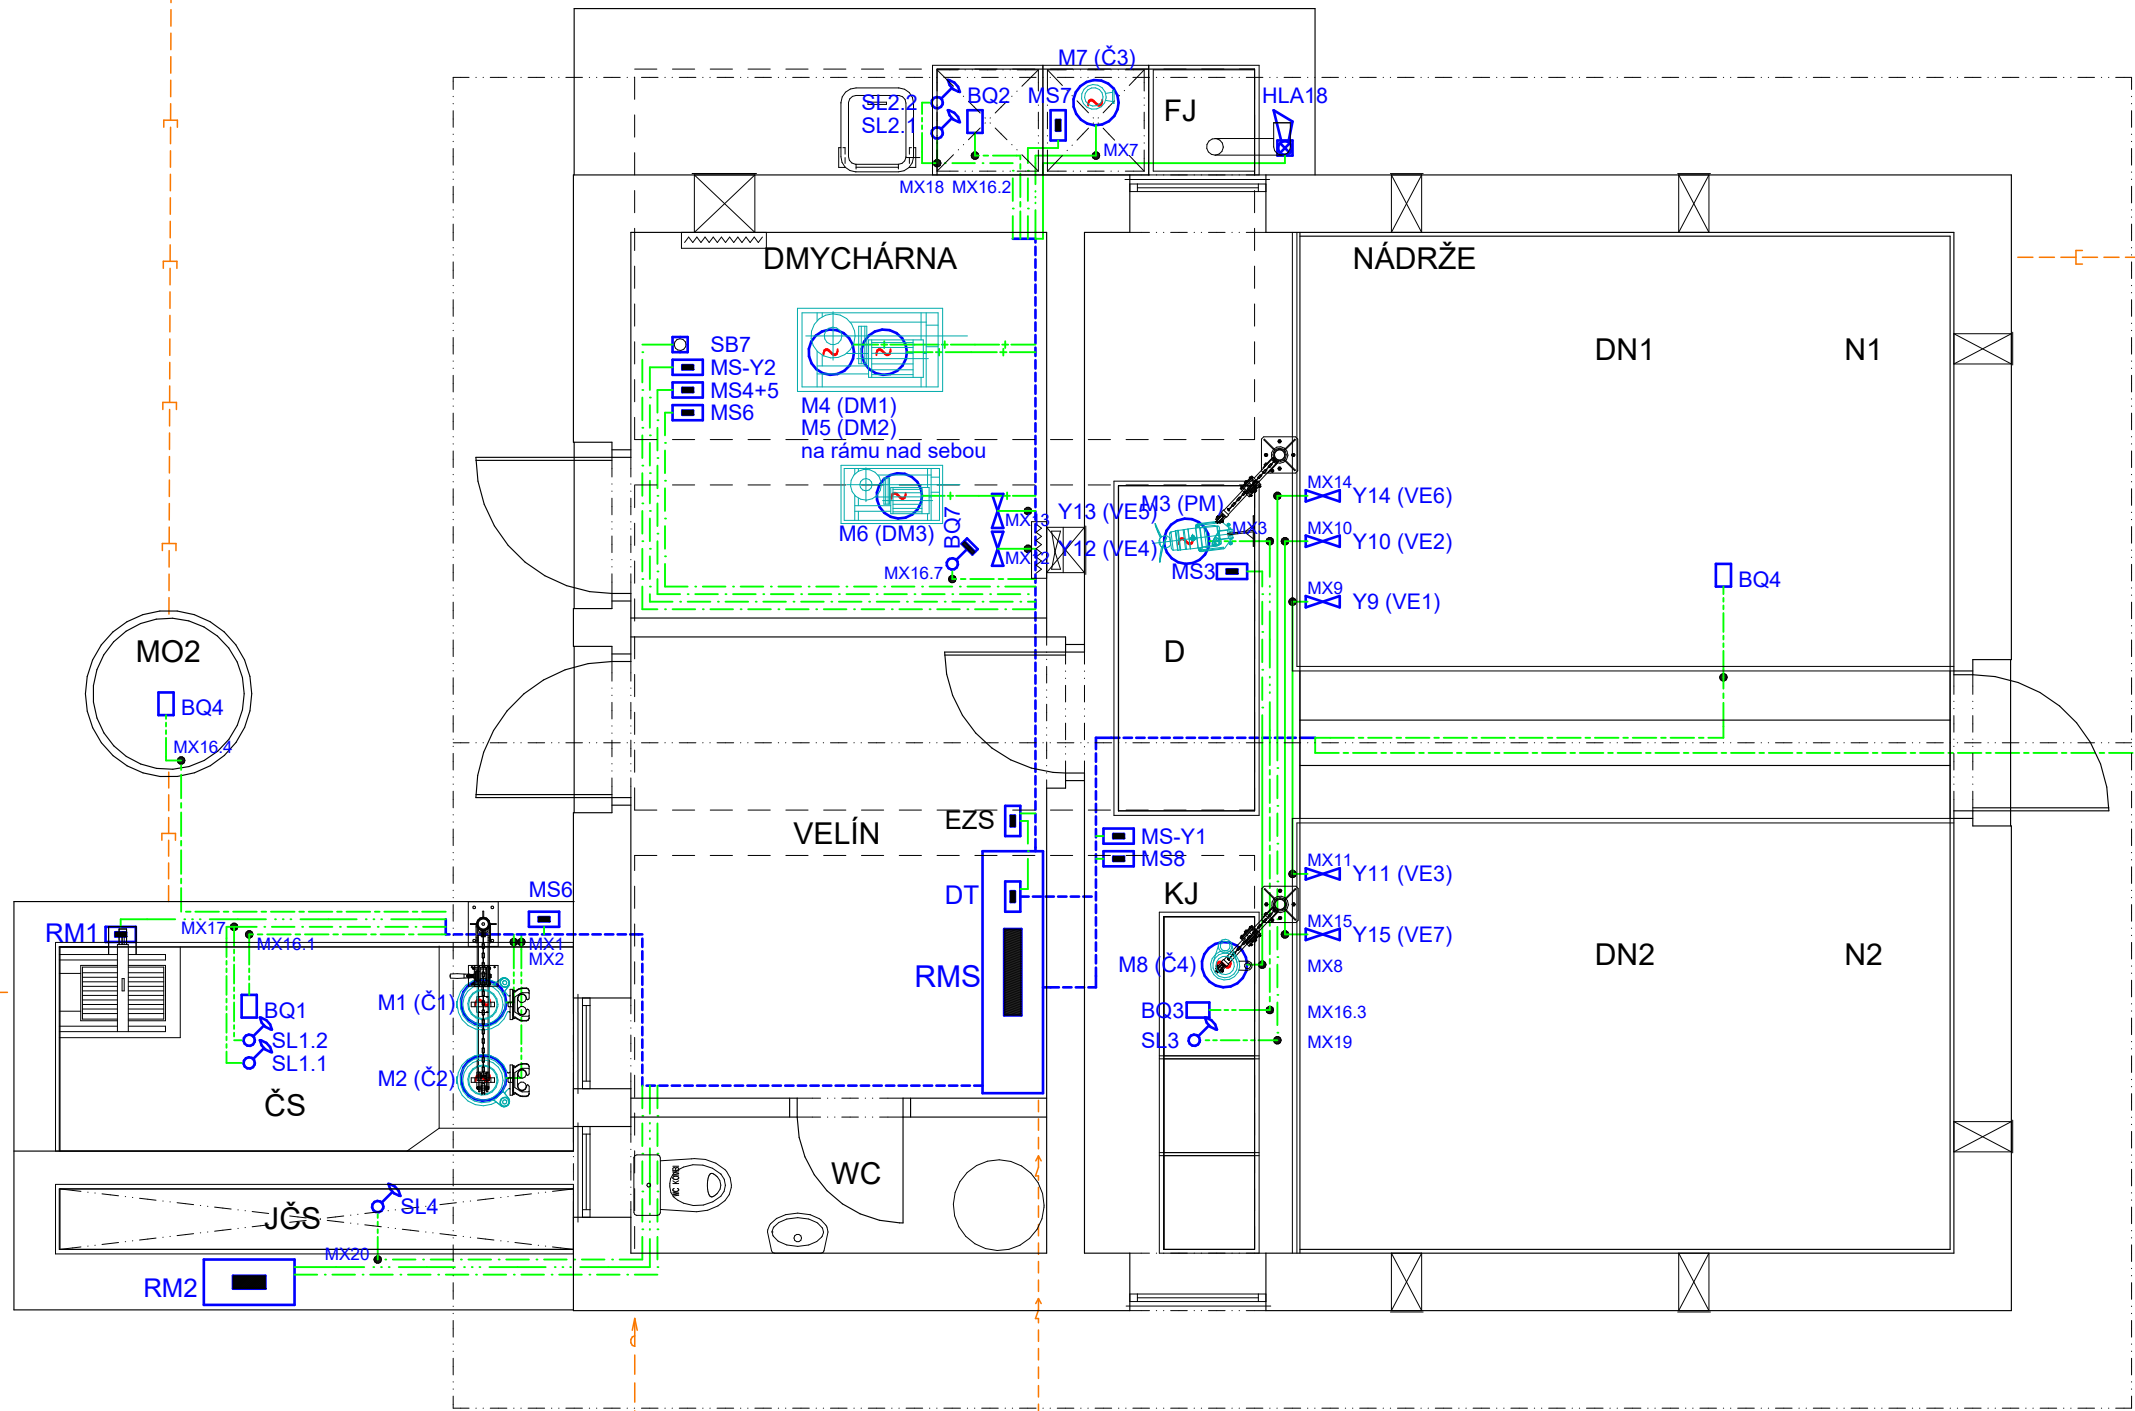 M7 (Č3)
SL2.2
BQ2
MS7
HLA18
FJ
SL2.1
MX7
MX18
MX16.2
DMYCHÁRNA
NÁDRŽE
SB7
MS-Y2
MS4+5
MS6
DN1
N1
M4 (DM1)
M5 (DM2)
na rámu nad sebou
MX14
Y14 (VE6)
M3 (PM)
Y13 (VE5)
MX13
BQ7
M6 (DM3)
MX3
MX10
Y10 (VE2)
Y12 (VE4)
MX12
MX16.7
MS3
BQ4
MX9
Y9 (VE1)
MO2
D
BQ4
MX16.4
EZS
VELÍN
MS-Y1
MS8
MX11
Y11 (VE3)
MS6
DT
KJ
RM1
MX17
MX16.1
MX1
MX2
MX15
Y15 (VE7)
DN2
N2
RMS
M8 (Č4)
MX8
M1 (Č1)
BQ1
BQ3
MX16.3
SL1.2
SL3
MX19
SL1.1
M2 (Č2)
ČS
WC
WC KOMBI
JČS
SL4
MX20
RM2